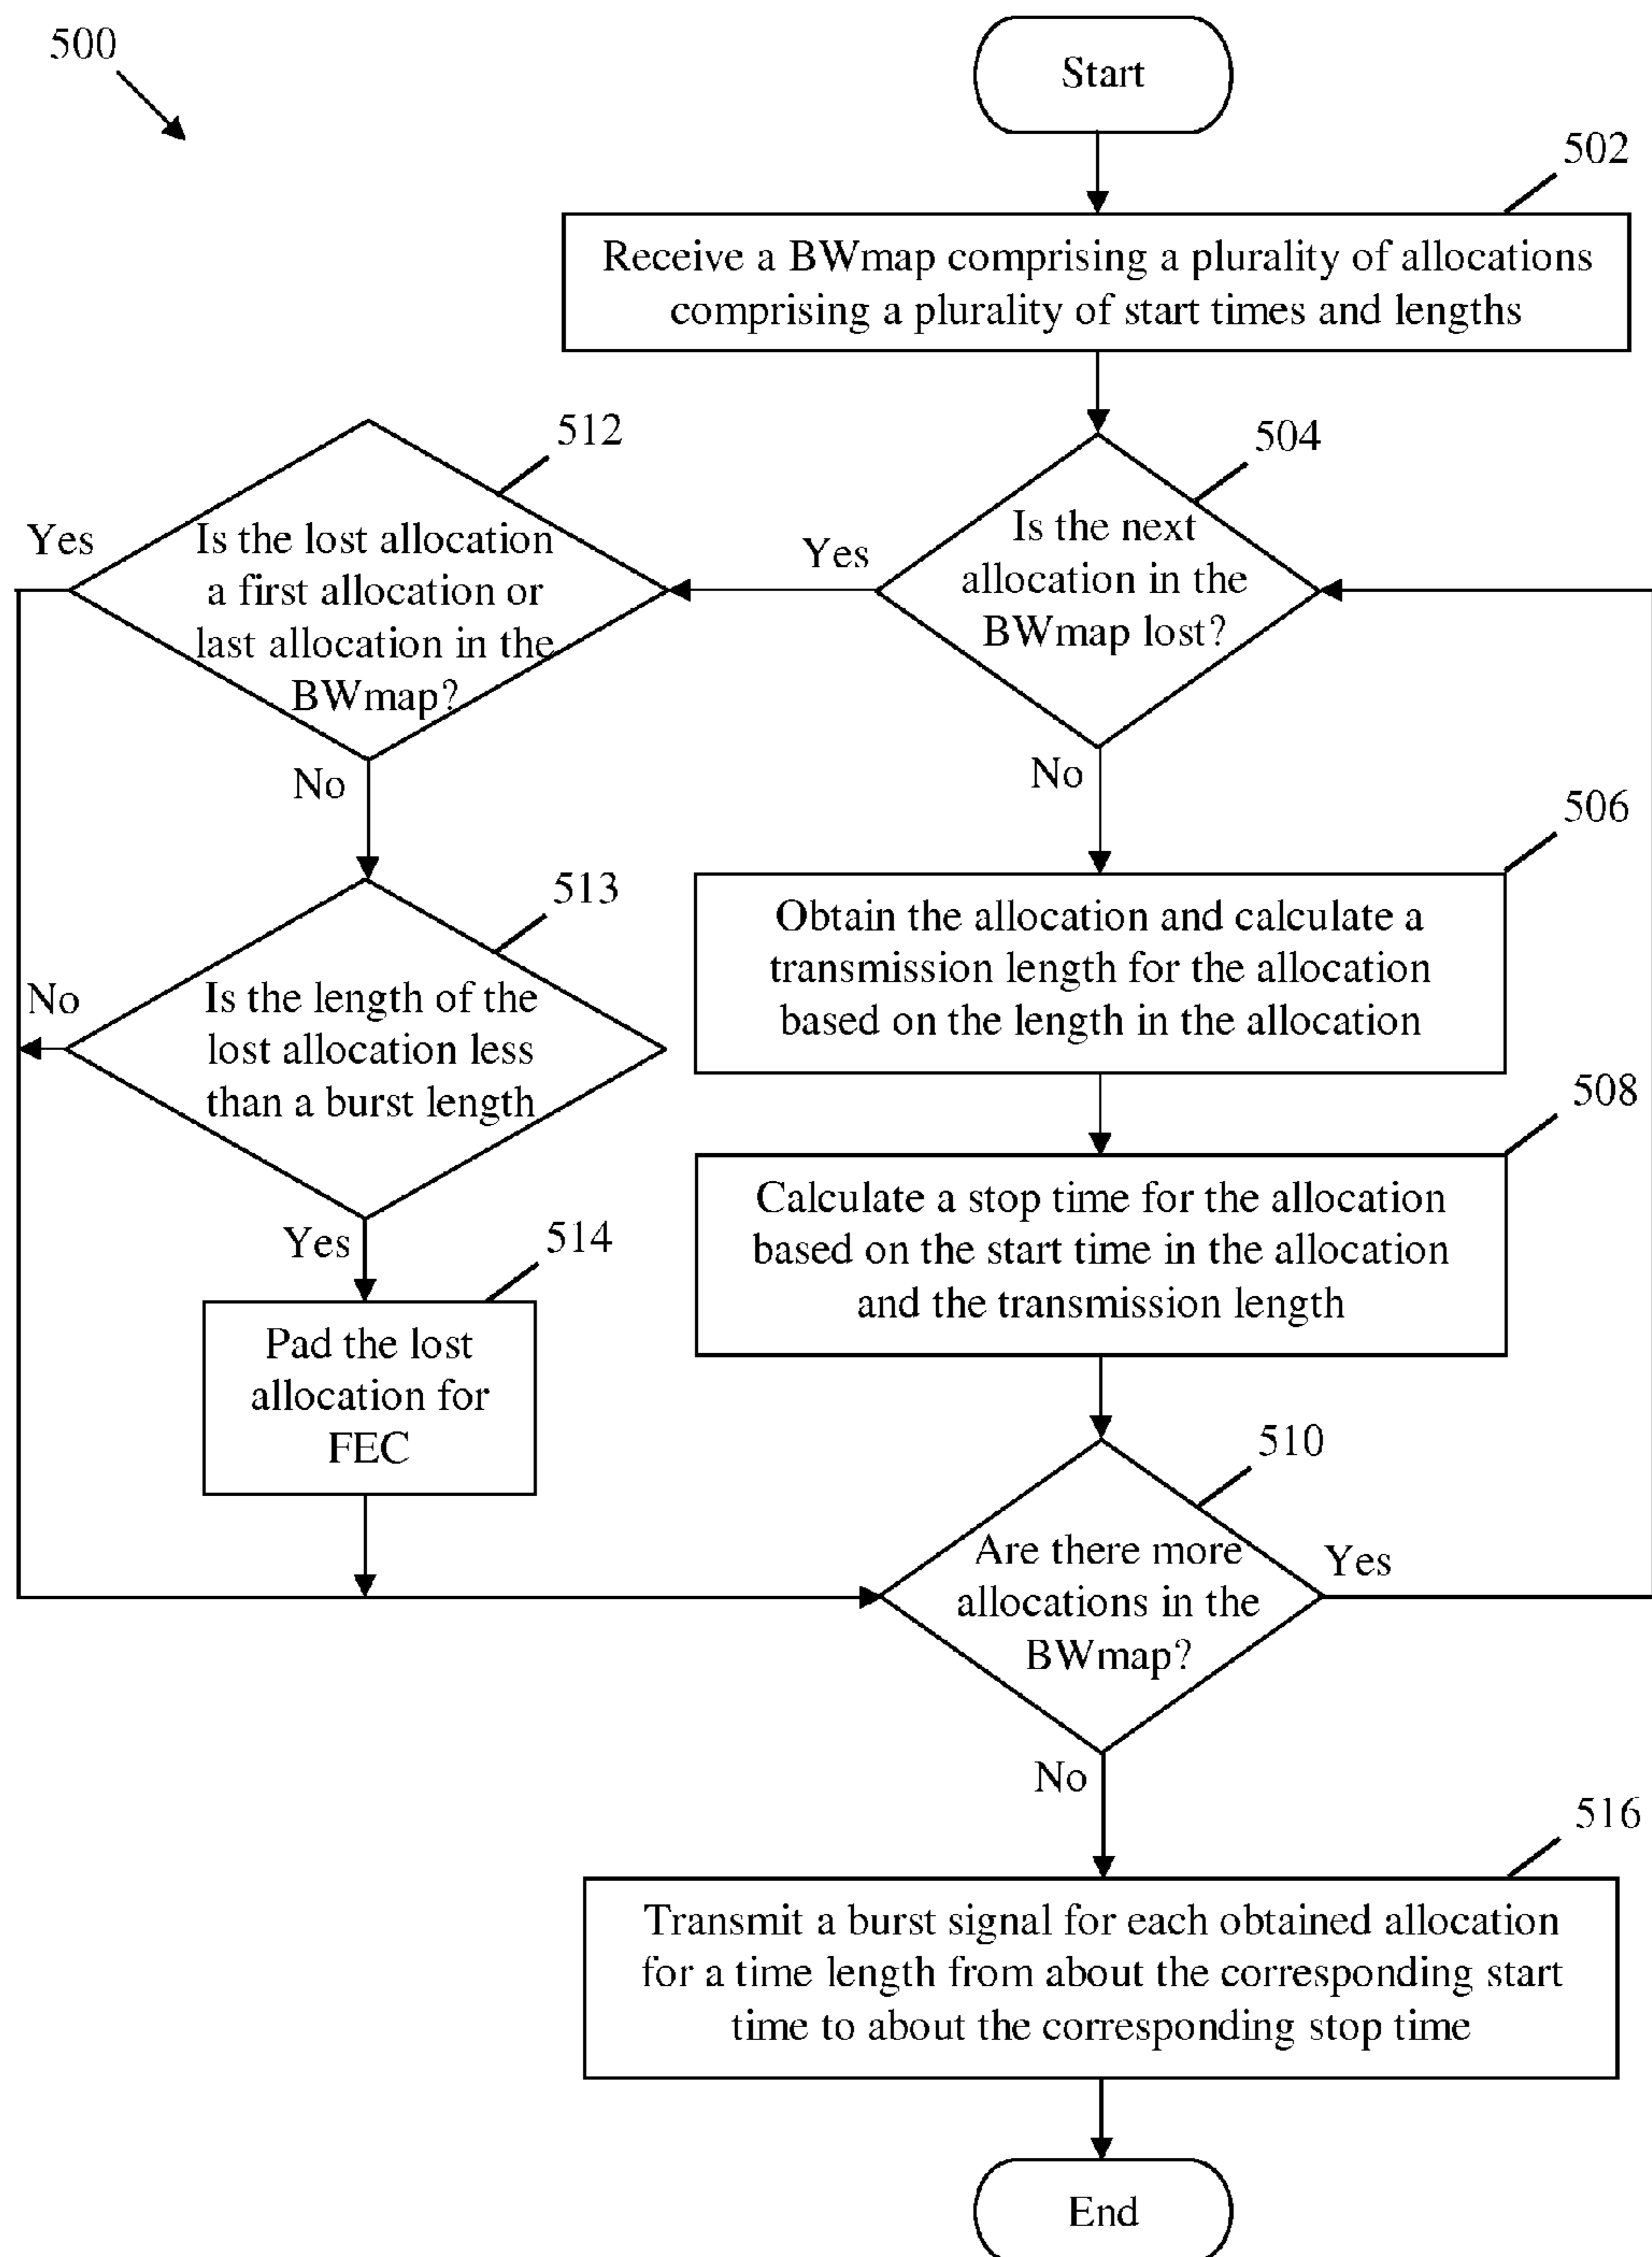 500
Start
502
Receive a BWmap comprising a plurality of allocations
comprising a plurality of start times and lengths
512
504
Yes
Is the lost allocation
a first allocation or
last allocation in the
BWmap?
Yes
Is the next
allocation in the
BWmap lost?
No
No
506
513
Obtain the allocation and calculate a
transmission length for the allocation
based on the length in the allocation
No
Is the length of the
lost allocation less
than a burst length
508
Calculate a stop time for the allocation
based on the start time in the allocation
and the transmission length
Yes
514
Pad the lost
allocation for
FEC
510
Are there more
allocations in the
BWmap?
Yes
No
516
Transmit a burst signal for each obtained allocation
for a time length from about the corresponding start
time to about the corresponding stop time
End